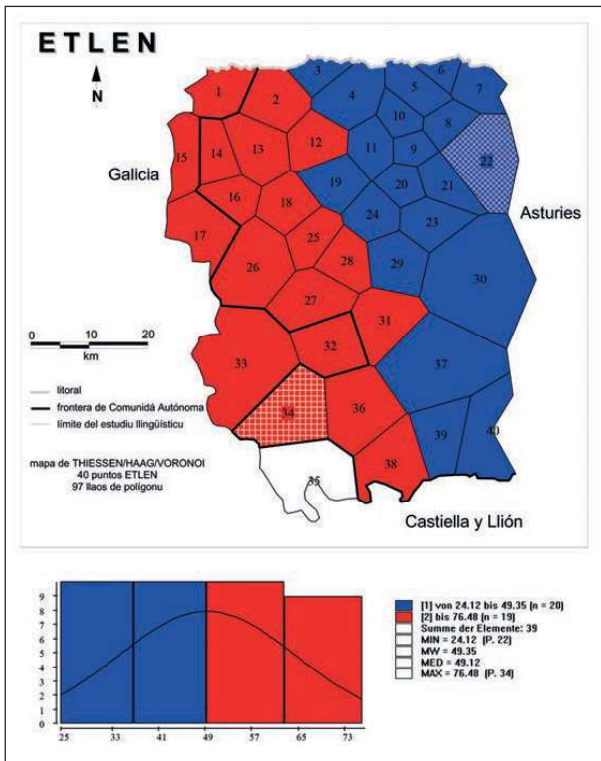 ETLEN
N
3
6
5
7
4
1
2
10
8
11
9
22
12
15
14
13
Galicia
19
20
21
16
18
Asturies
24
23
17
25
28
29
26
30
27
31
0 10 20
km
32
33
37
litoral
frontera de Comunidá Autónoma
límite del estudiu llingüísticu
34
36
39
40
mapa de THIESSEN/HAAG/VORONOI
40 puntos ETLEN
97 llaos de polígonu
38
35
Castiella y Llión
9
8
7
6
5
4
3
2
1
0
25 33 41 49 57 65 73
[1] von 24.12 bis 49.35 (n = 20)
[2] bis 76.48 (n = 19)
Summe der Elemente: 39
MIN = 24.12 (P. 22)
MW = 49.35
MED = 49.12
MAX = 76.48 (P. 34)